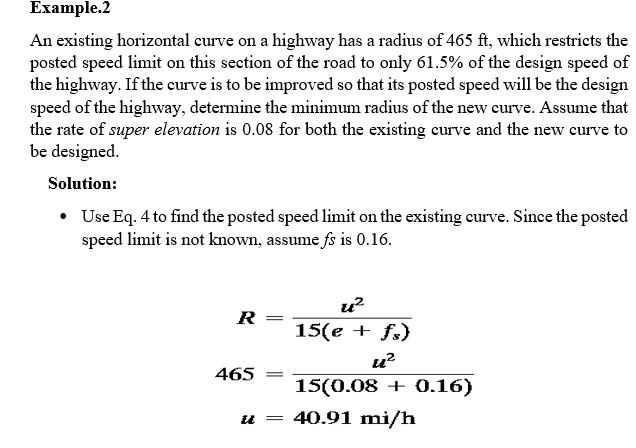 Example.2
An existing horizontal curve on a highway has a radius of 465 ft, which restricts the
posted speed limit on this section of the road to only 61.5% of the design speed of
the highway. If the curve is to be improved so that its posted speed will be the design
speed of the highway, determine the minimum radius of the new curve. Assume that
the rate of super elevation is 0.08 for both the existing curve and the new curve to
be designed.
Solution:
• Use Eq. 4 to find the posted speed limit on the existing curve. Since the posted
speed limit is not known, assume fs is 0.16.
R = u² / 15(e + fₛ)
465 = u² / 15(0.08 + 0.16)
u = 40.91 mi/h